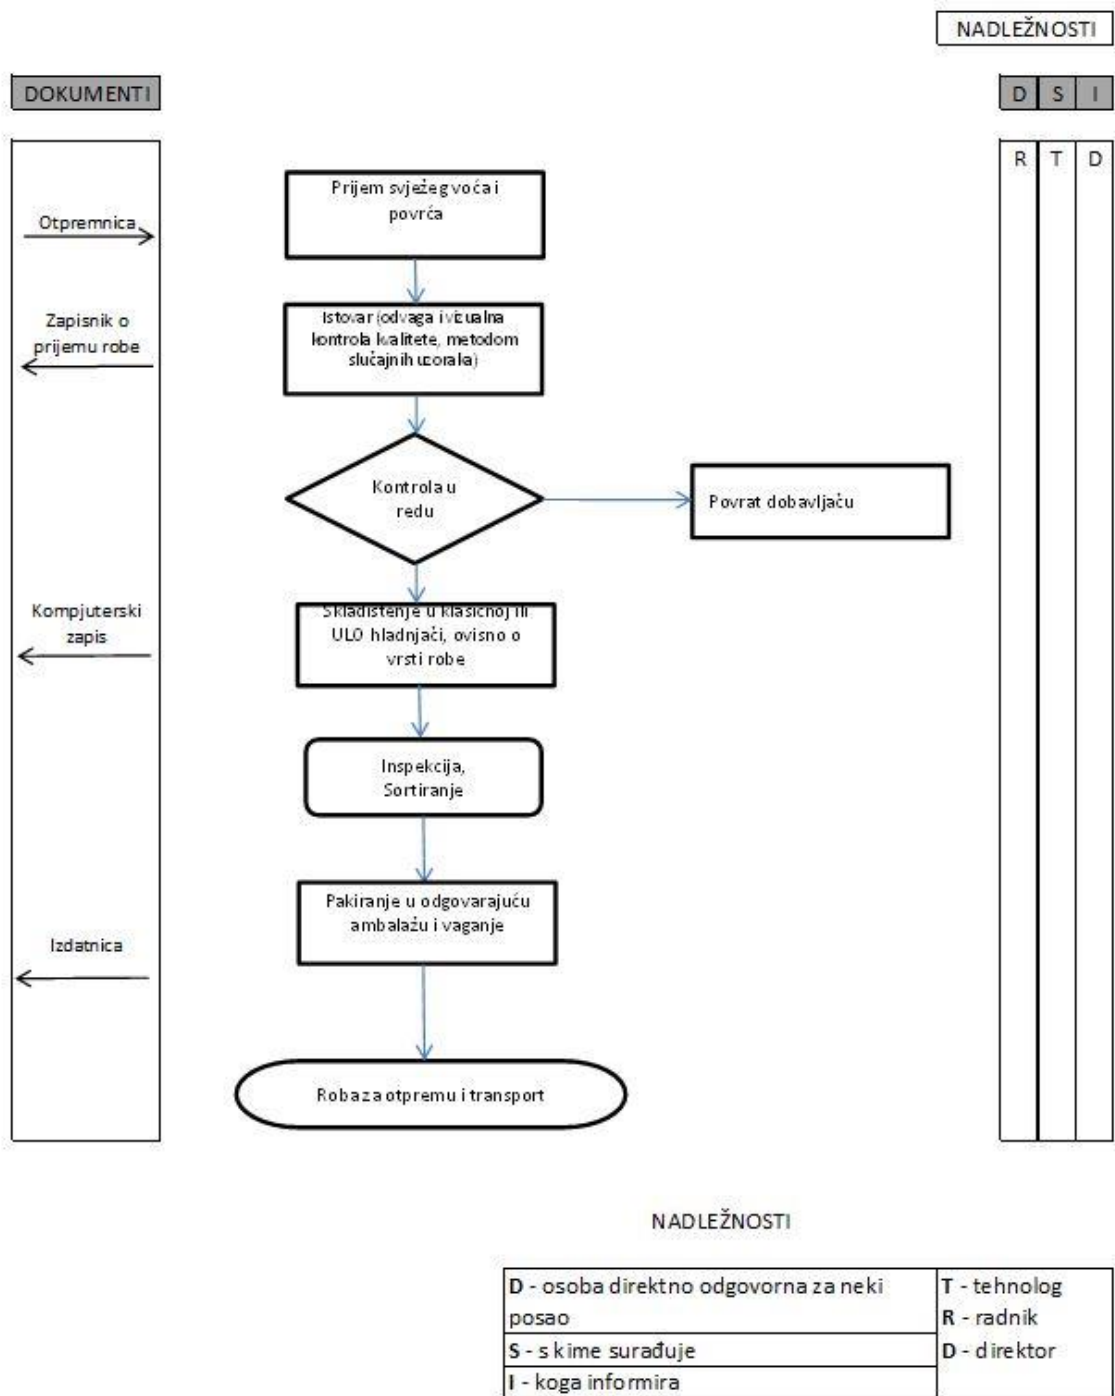 NADLEŽNOSTI
DOKUMENTI
D S I
R T D
Otpremnica
Zapisnik o
prijemu robe
Kompjuterski
zapis
Izdatnica
Prijem svježeg voća i
povrća
Istovar (odvaga i vizualna
kontrola kvalitete, metodom
slučajnih uzoraka)
Kontrola u
redu
Povrat dobavljaču
Skladištenje u klasičnoj ili
ULO hladnjači, ovisno o
vrsti robe
Inspekcija,
Sortiranje
Pakiranje u odgovarajuću
ambalažu i vaganje
Roba za otpremu i transport
NADLEŽNOSTI
D - osoba direktno odgovorna za neki
posao
S - s kime surađuje
I - koga informira
T - tehnolog
R - radnik
D - direktor